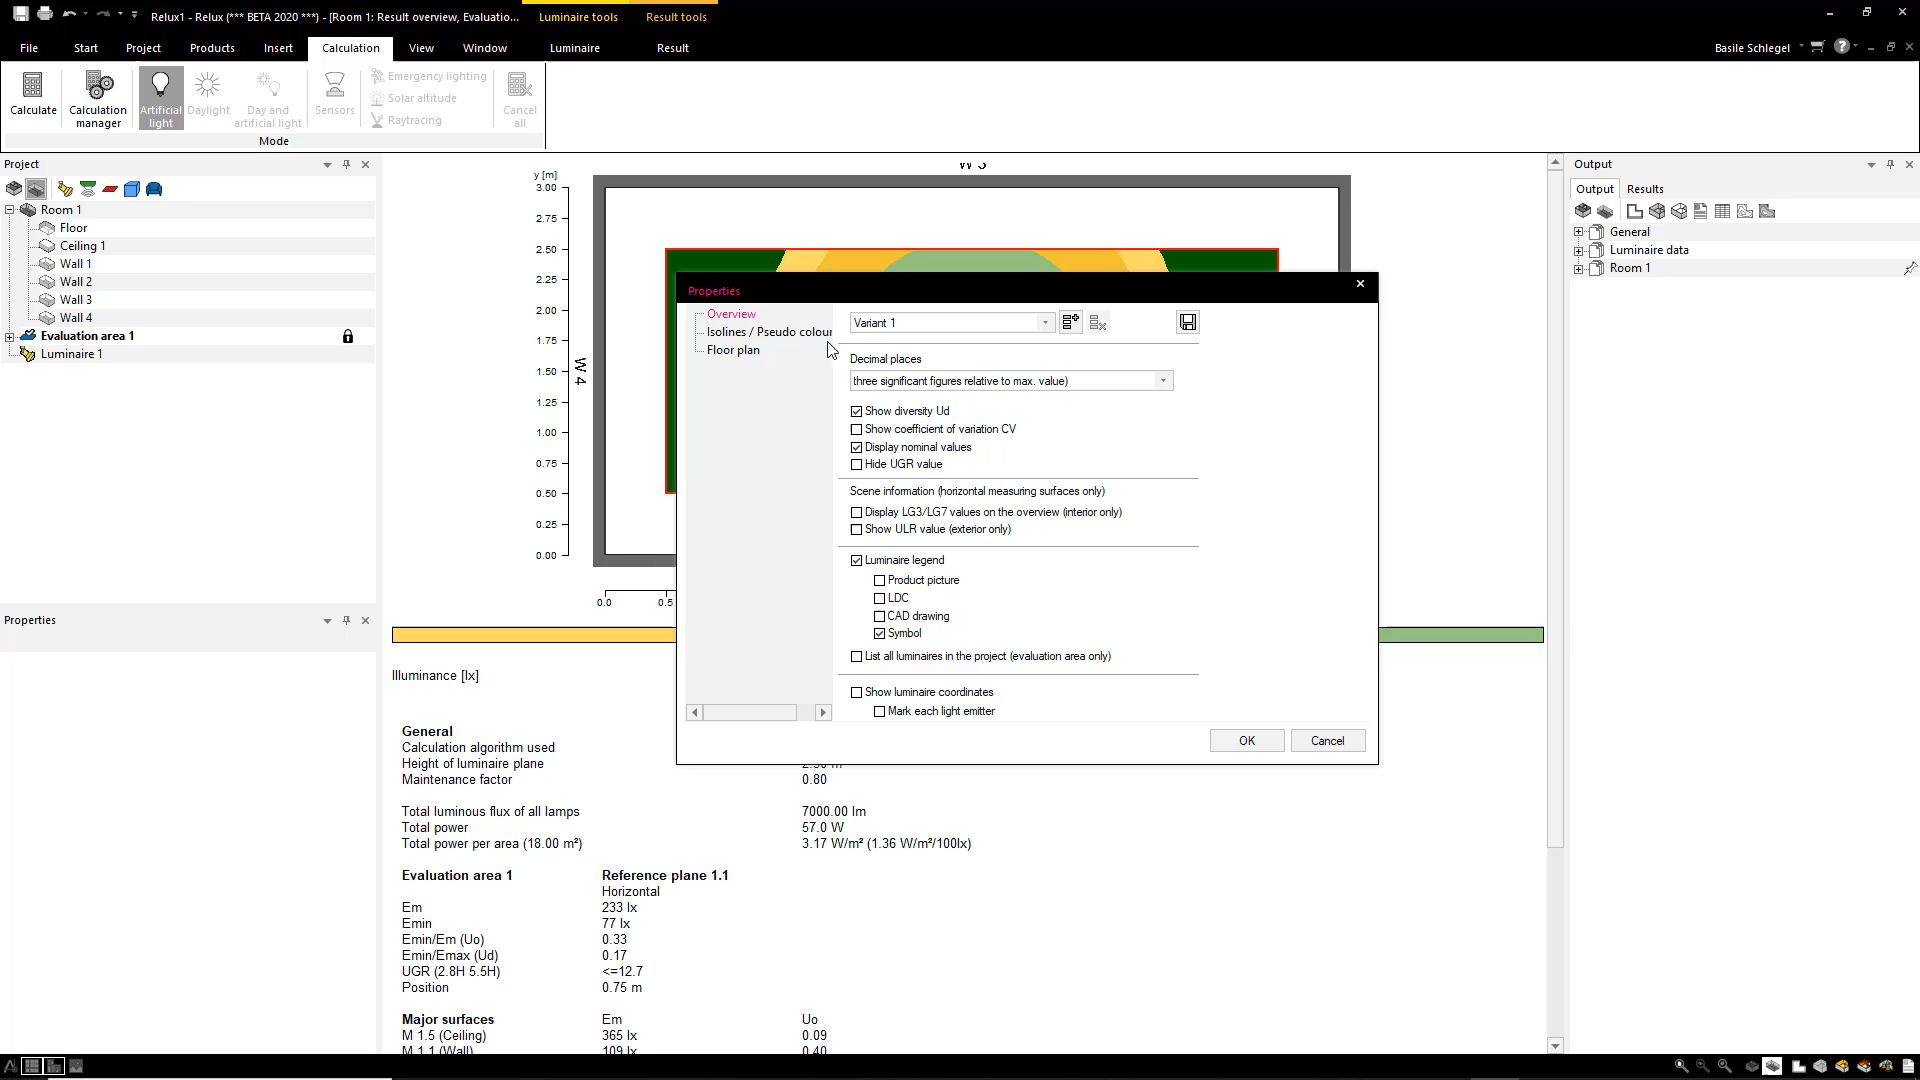 Relux1 - Relux (*** BETA 2020 ***) - [Room 1: Result overview, Evaluatio...
Luminaire tools
Result tools
File
Start
Project
Products
Insert
Calculation
View
Window
Luminaire
Result
Basile Schlegel
Calculate
Calculation manager
Artificial light
Daylight
Day and artificial light
Sensors
Emergency lighting
Solar altitude
Raytracing
Cancel all
Mode
Project
Room 1
Floor
Ceiling 1
Wall 1
Wall 2
Wall 3
Wall 4
Evaluation area 1
Luminaire 1
Properties
y [m]
3.00
2.75
2.50
2.25
2.00
1.75
1.50
1.25
1.00
0.75
0.50
0.25
0.00
W 4
0.0
0.5
Properties
Overview
Isolines / Pseudo colour
Floor plan
Variant 1
Decimal places
three significant figures relative to max. value)
Show diversity Ud
Show coefficient of variation CV
Display nominal values
Hide UGR value
Scene information (horizontal measuring surfaces only)
Display LG3/LG7 values on the overview (interior only)
Show ULR value (exterior only)
Luminaire legend
Product picture
LDC
CAD drawing
Symbol
List all luminaires in the project (evaluation area only)
Show luminaire coordinates
Mark each light emitter
OK
Cancel
Illuminance [lx]
General
Calculation algorithm used
Height of luminaire plane
Maintenance factor 0.80
Total luminous flux of all lamps 7000.00 lm
Total power 57.0 W
Total power per area (18.00 m²) 3.17 W/m² (1.36 W/m²/100lx)
Evaluation area 1 Reference plane 1.1
Horizontal
Em 233 lx
Emin 77 lx
Emin/Em (Uo) 0.33
Emin/Emax (Ud) 0.17
UGR (2.8H 5.5H) <=12.7
Position 0.75 m
Major surfaces Em Uo
M 1.5 (Ceiling) 365 lx 0.09
M 1.1 (Wall) 109 lx 0.40
Output
Output
Results
General
Luminaire data
Room 1